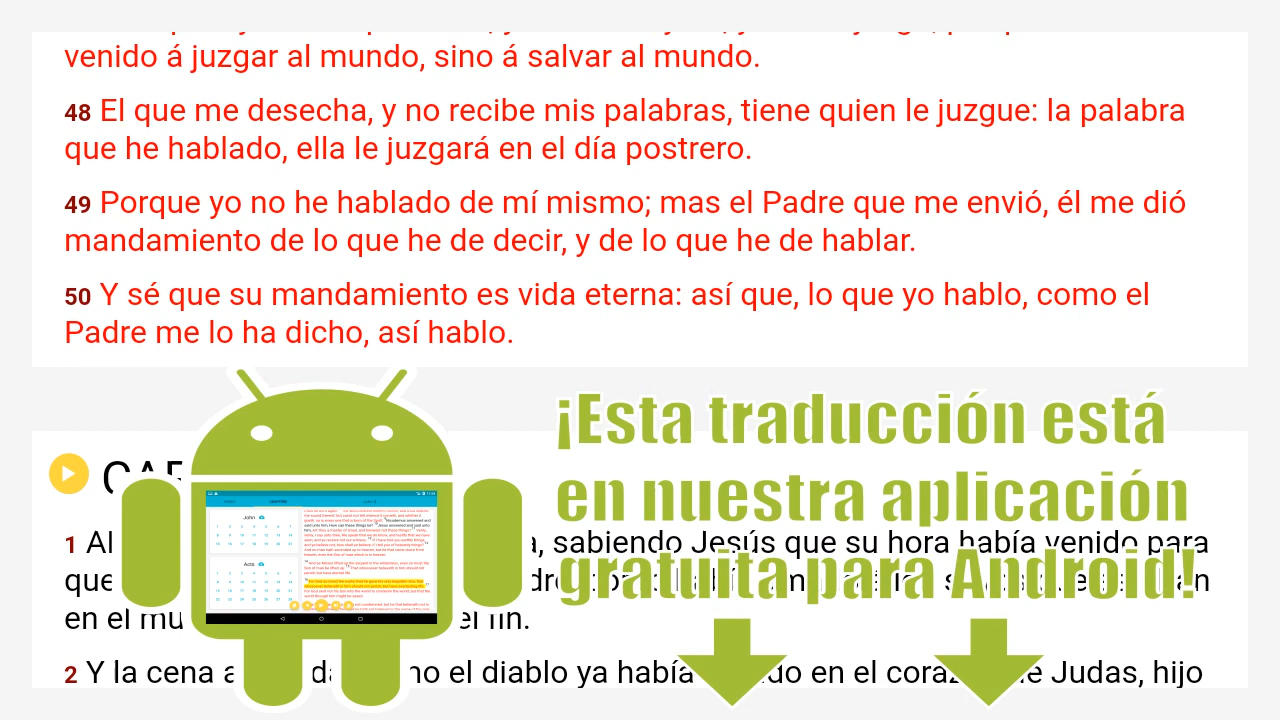 venido á juzgar al mundo, sino á salvar al mundo.
48 El que me desecha, y no recibe mis palabras, tiene quien le juzgue: la palabra
que he hablado, ella le juzgará en el día postrero.
49 Porque yo no he hablado de mí mismo; mas el Padre que me envió, él me dió
mandamiento de lo que he de decir, y de lo que he de hablar.
50 Y sé que su mandamiento es vida eterna: así que, lo que yo hablo, como el
Padre me lo ha dicho, así hablo.
¡Esta traducción está
en nuestra aplicación
gratuita para Android!
John
Acts
1 sabiendo Jesús que su hora había venido para
que
en el fin.
2 Y la cena el diablo ya había en el Judas, hijo